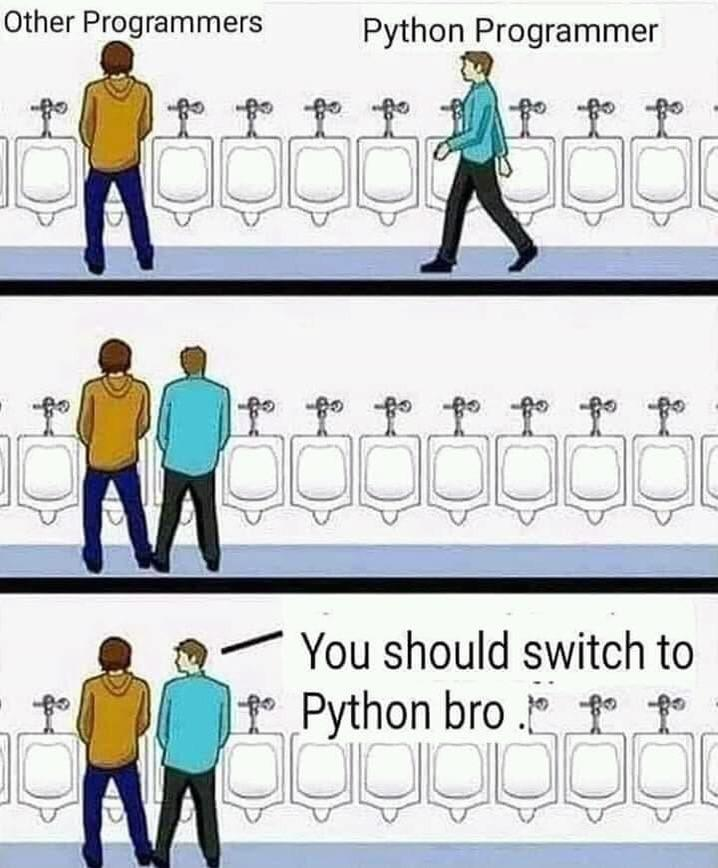 Other Programmers
Python Programmer
You should switch to
Python bro .